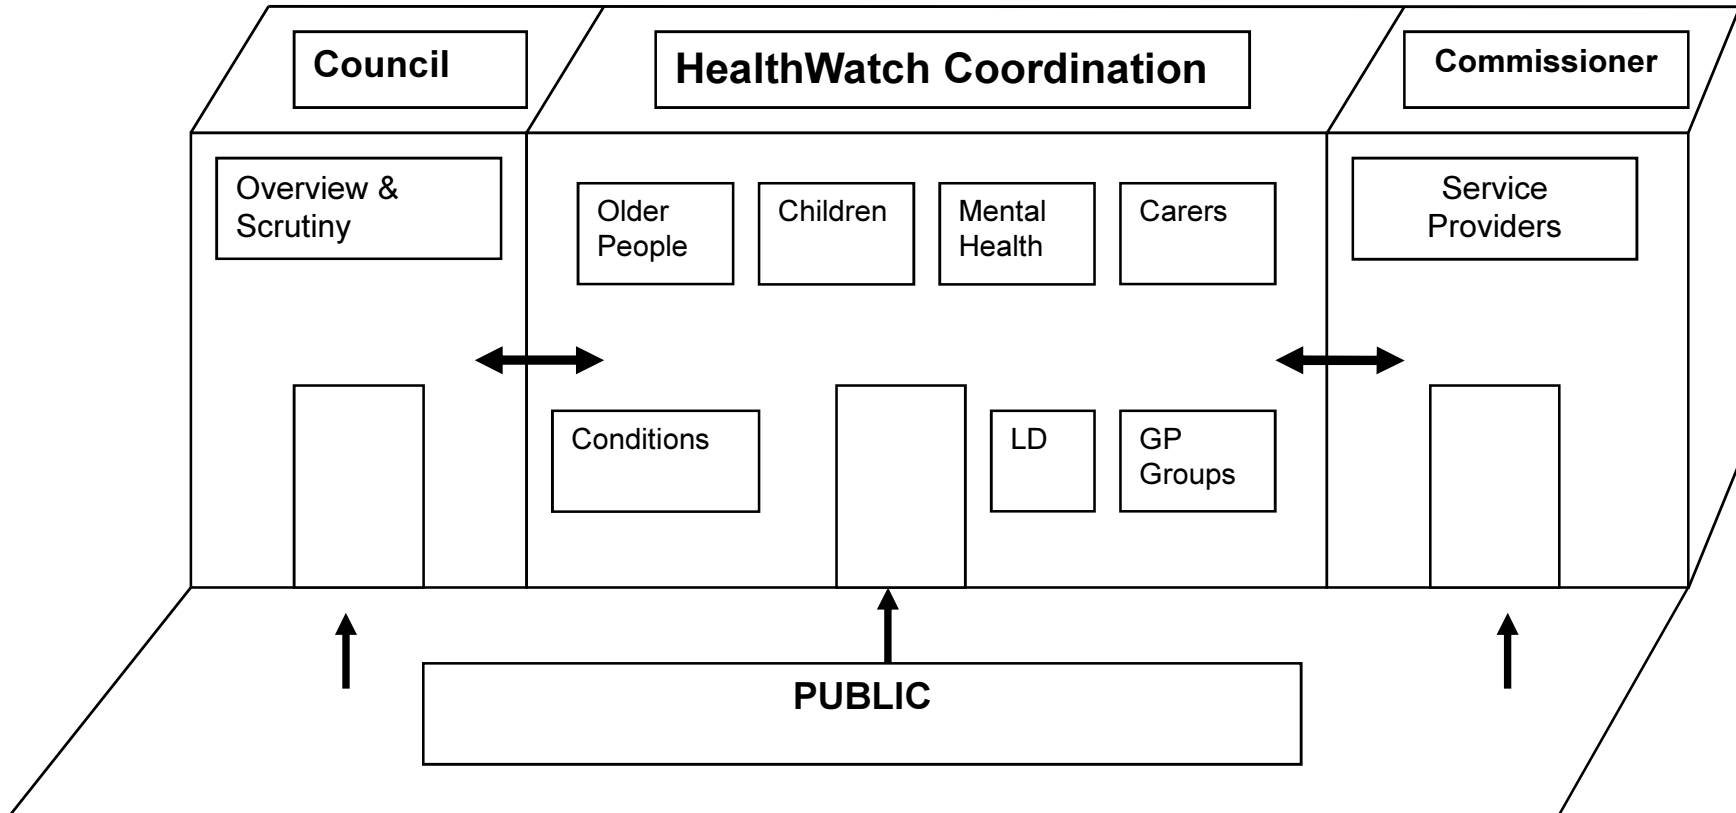 Council
HealthWatch Coordination
Commissioner
Overview &
Scrutiny
Older
People
Children
Mental
Health
Carers
Service
Providers
Conditions
LD
GP
Groups
PUBLIC